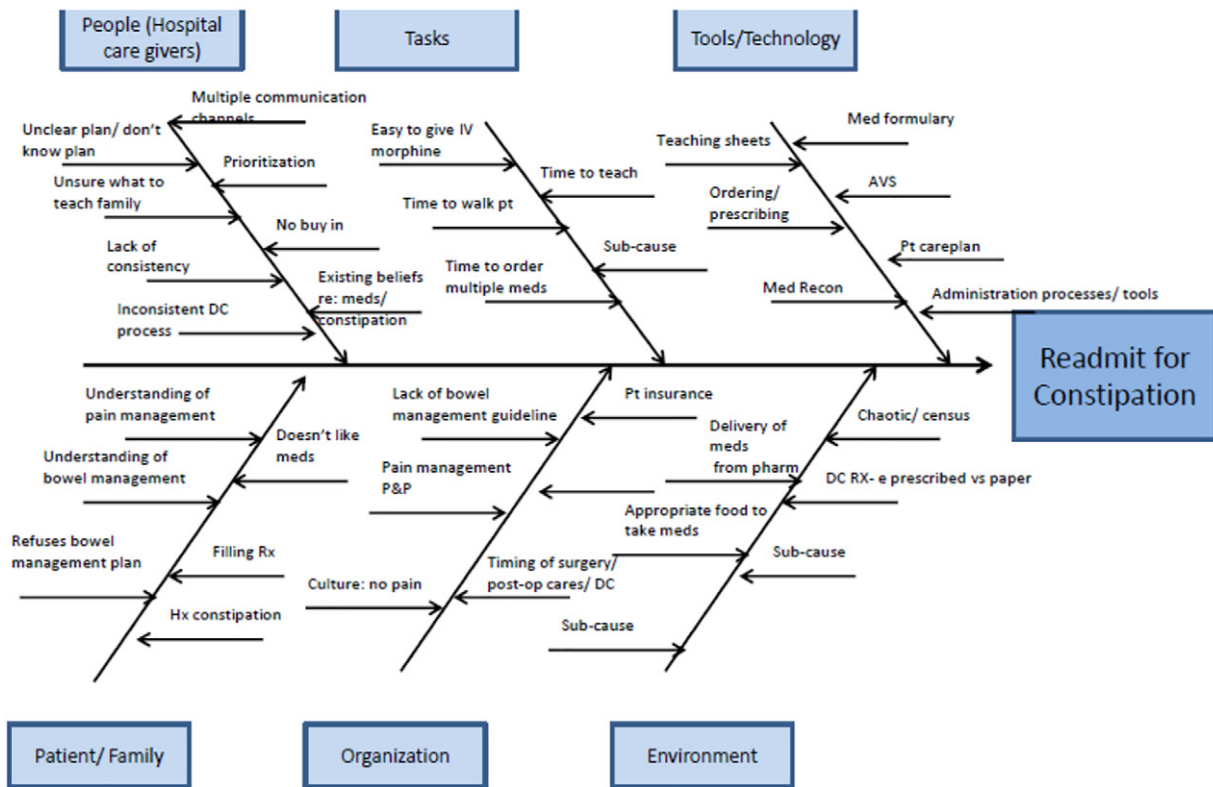 People (Hospital
care givers)
Tasks
Tools/Technology
Multiple communication
channels
Unclear plan/ don't
know plan
Prioritization
Unsure what to
teach family
No buy in
Lack of
consistency
Existing beliefs
re: meds/
constipation
Inconsistent DC
process
Easy to give IV
morphine
Time to teach
Time to walk pt
Sub-cause
Time to order
multiple meds
Med formulary
Teaching sheets
AVS
Ordering/
prescribing
Pt careplan
Med Recon
Administration processes/ tools
Readmit for
Constipation
Understanding of
pain management
Doesn't like
meds
Understanding of
bowel management
Refuses bowel
management plan
Filling Rx
Hx constipation
Lack of bowel
management guideline
Pt insurance
Pain management
P&P
Timing of surgery/
post-op cares/ DC
Culture: no pain
Chaotic/ census
Delivery of
meds
from pharm
DC RX- e prescribed vs paper
Appropriate food to
take meds
Sub-cause
Sub-cause
Patient/ Family
Organization
Environment